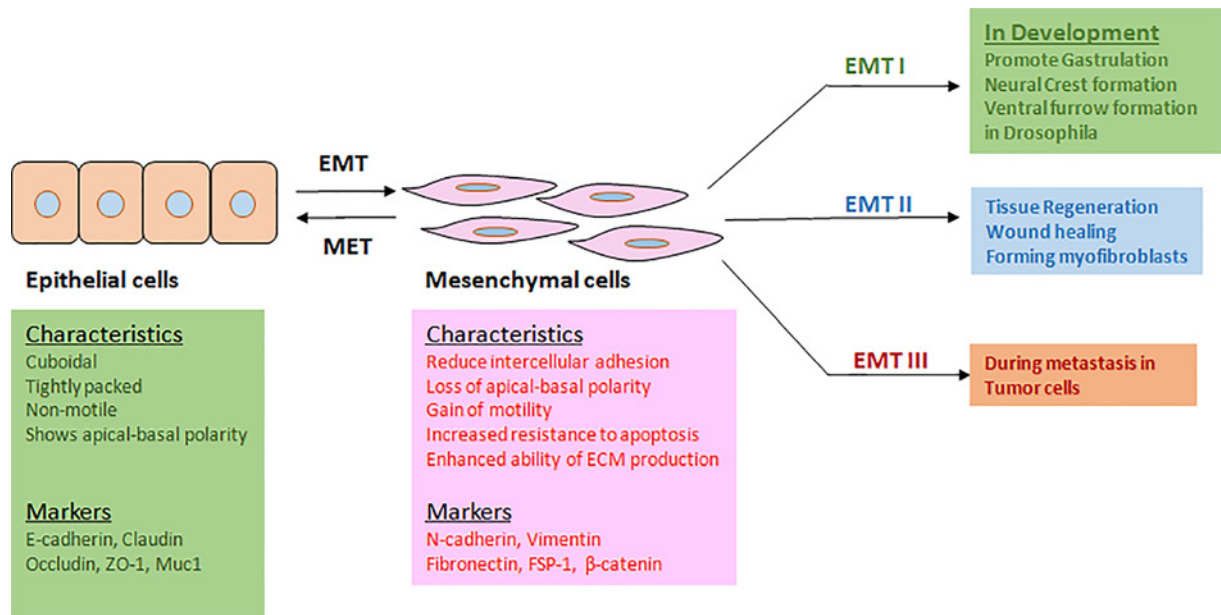 EMT
MET
Epithelial cells
Characteristics
Cuboidal
Tightly packed
Non-motile
Shows apical-basal polarity
Markers
E-cadherin, Claudin
Occludin, ZO-1, Muc1
Mesenchymal cells
Characteristics
Reduce intercellular adhesion
Loss of apical-basal polarity
Gain of motility
Increased resistance to apoptosis
Enhanced ability of ECM production
Markers
N-cadherin, Vimentin
Fibronectin, FSP-1, β-catenin
EMT I
In Development
Promote Gastrulation
Neural Crest formation
Ventral furrow formation
in Drosophila
EMT II
Tissue Regeneration
Wound healing
Forming myofibroblasts
EMT III
During metastasis in
Tumor cells